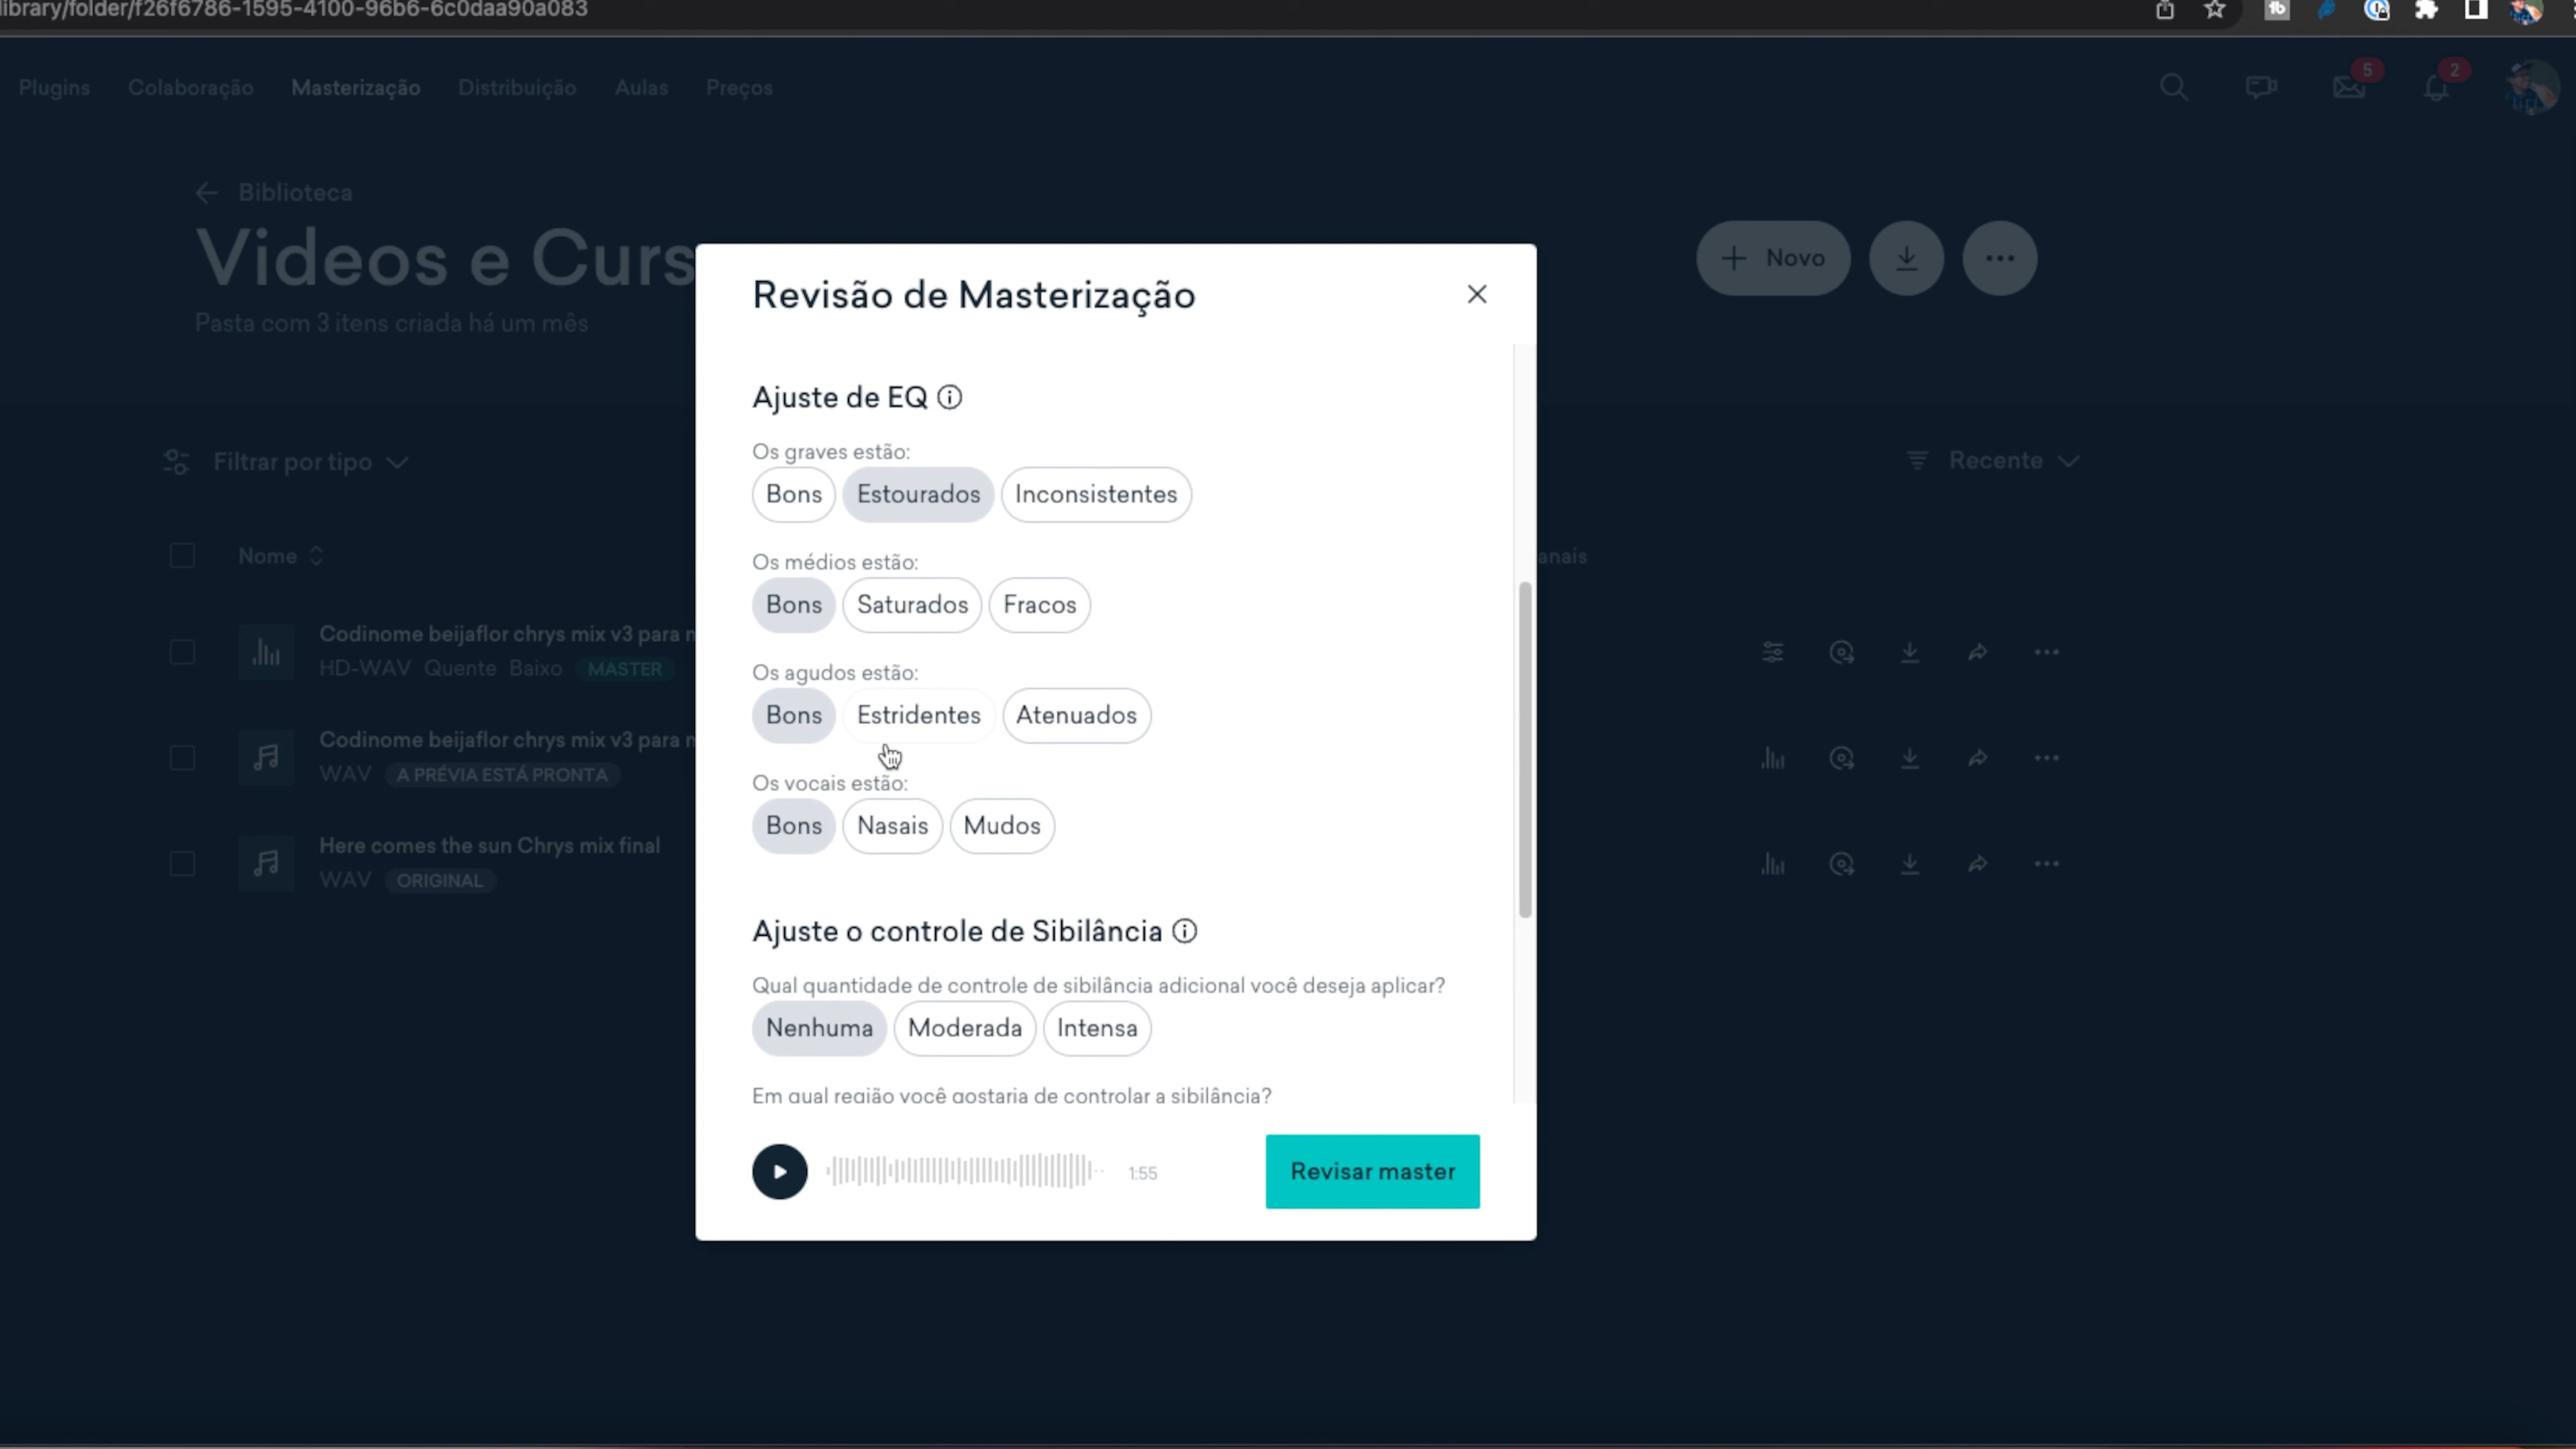 library/folder/f26f6786-1595-4100-96b6-6c0daa90a083
Plugins Colaboração Masterização Distribuição Aulas Preços 5 2
Biblioteca
Videos e Curs
Pasta com 3 itens criada há um mês
Novo
Filtrar por tipo Recente
Nome anais
Codinome beijaflor chrys mix v3 para m
HD-WAV Quente Baixo MASTER
Codinome beijaflor chrys mix v3 para m
WAV A PRÉVIA ESTÁ PRONTA
Here comes the sun Chrys mix final
WAV ORIGINAL
Revisão de Masterização
Ajuste de EQ
Os graves estão:
Bons Estourados Inconsistentes
Os médios estão:
Bons Saturados Fracos
Os agudos estão:
Bons Estridentes Atenuados
Os vocais estão:
Bons Nasais Mudos
Ajuste o controle de Sibilância
Qual quantidade de controle de sibilância adicional você deseja aplicar?
Nenhuma Moderada Intensa
Em qual região você gostaria de controlar a sibilância?
1:55
Revisar master